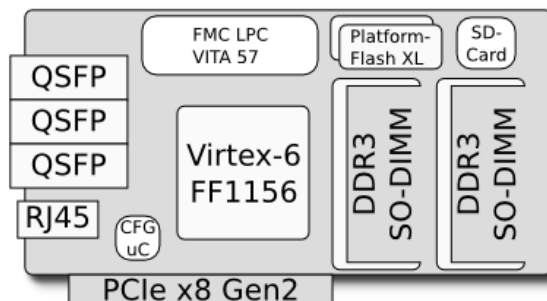 FMC LPC
VITA 57
Platform-
Flash XL
SD-
Card
QSFP
QSFP
QSFP
RJ45
CFG
uC
Virtex-6
FF1156
DDR3
SO-DIMM
DDR3
SO-DIMM
PCIe x8 Gen2